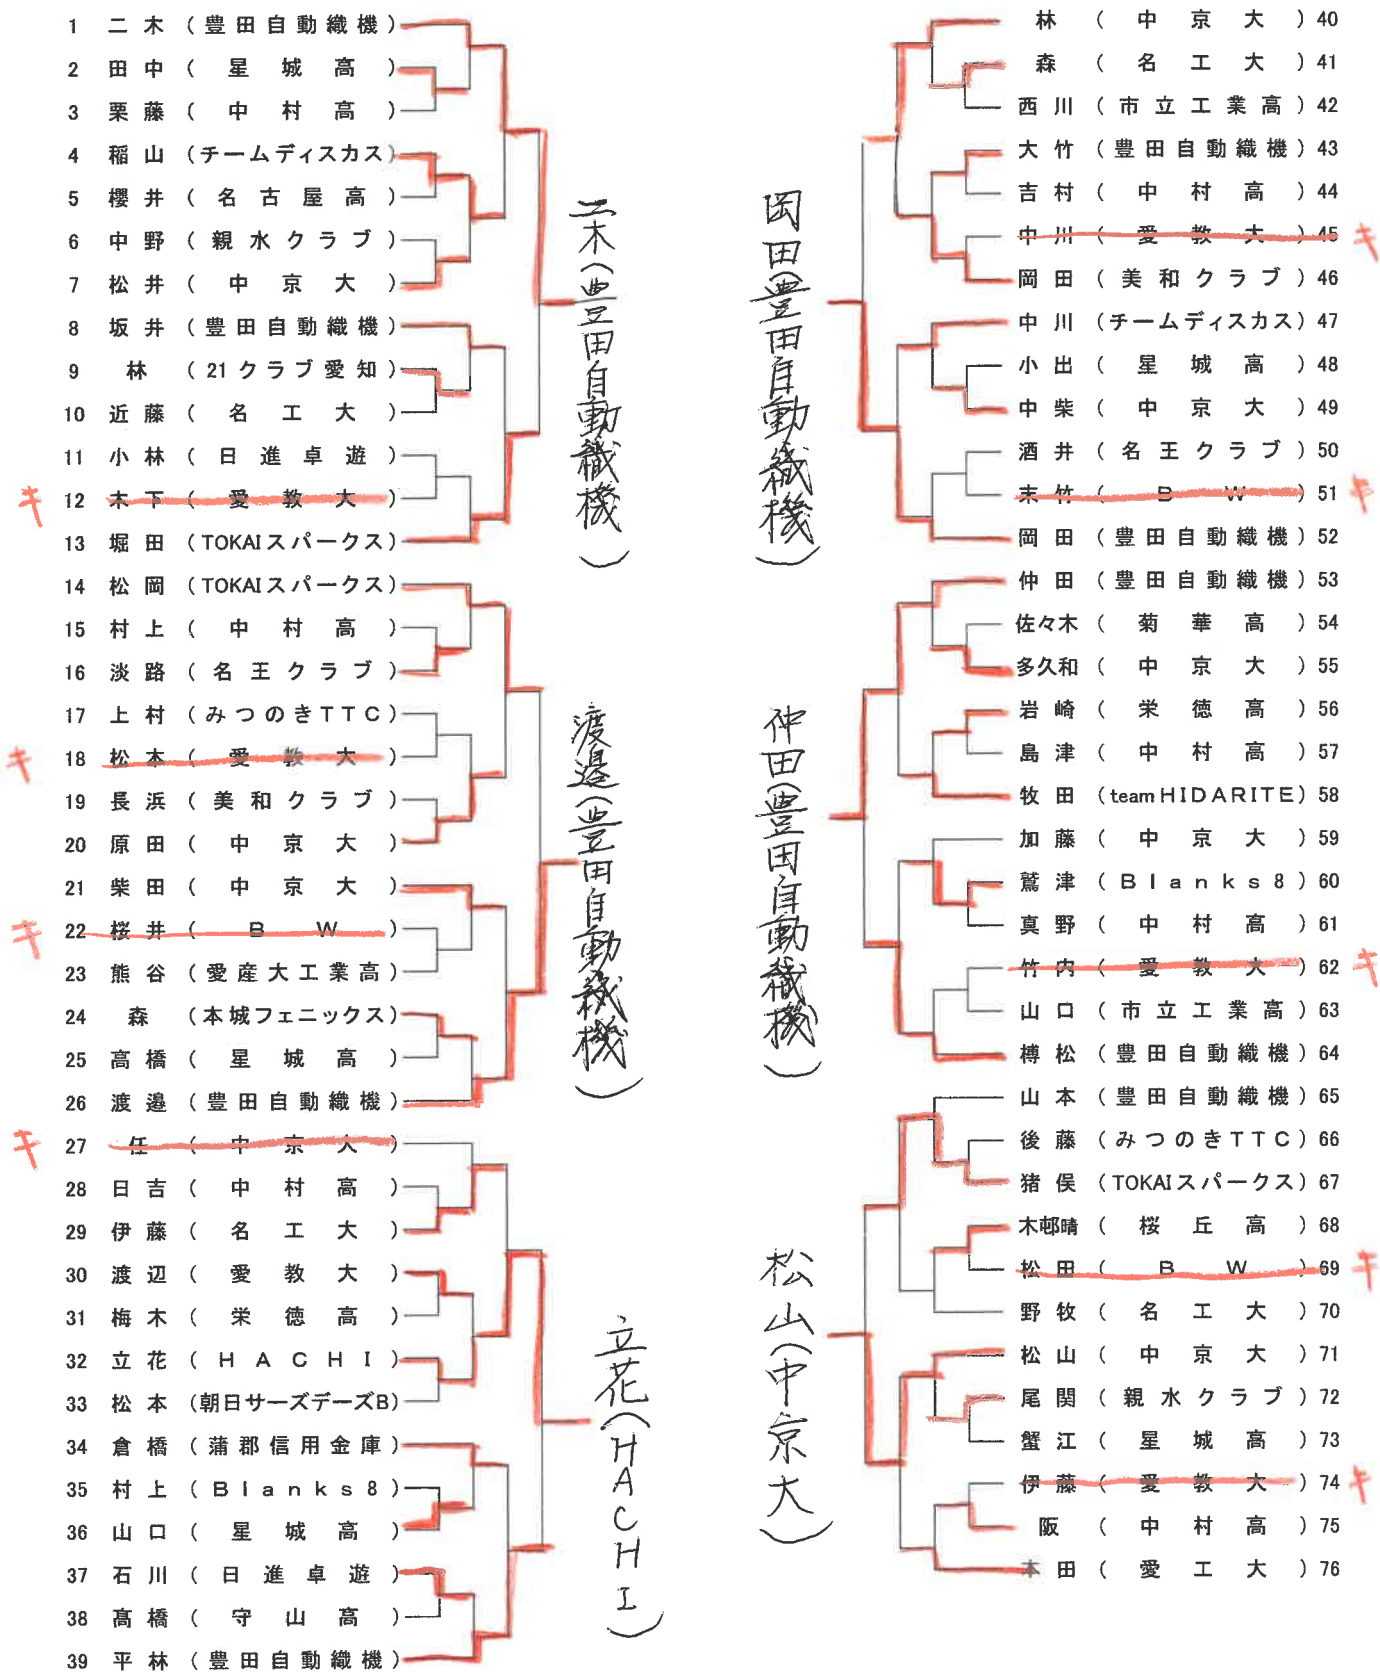 1 二木 (豊田自動織機)
2 田中 (星城高)
3 栗藤 (中村高)
4 稲山 (チームディスカス)
5 櫻井 (名古屋高)
6 中野 (親水クラブ)
7 松井 (中京大)
8 坂井 (豊田自動織機)
9 林 (21クラブ愛知)
10 近藤 (名工大)
11 小林 (日進卓遊)
キ 12 木下 (愛教大)
13 堀田 (TOKAIスパークス)
14 松岡 (TOKAIスパークス)
15 村上 (中村高)
16 淡路 (名王クラブ)
17 上村 (みつのきTTC)
キ 18 松本 (愛教大)
19 長浜 (美和クラブ)
20 原田 (中京大)
21 柴田 (中京大)
キ 22 桜井 (BW)
23 熊谷 (愛産大工業高)
24 森 (本城フェニックス)
25 高橋 (星城高)
26 渡邉 (豊田自動織機)
キ 27 任 (中京大)
28 日吉 (中村高)
29 伊藤 (名工大)
30 渡辺 (愛教大)
31 梅木 (栄徳高)
32 立花 (HACHI)
33 松本 (朝日サーズデーズB)
34 倉橋 (蒲郡信用金庫)
35 村上 (Blanks8)
36 山口 (星城高)
37 石川 (日進卓遊)
38 髙橋 (守山高)
39 平林 (豊田自動織機)
二木(豊田自動織機)
渡邉(豊田自動織機)
立花(HACHI)
岡田(豊田自動織機)
仲田(豊田自動織機)
松山(中京大)
林 (中京大) 40
森 (名工大) 41
西川 (市立工業高) 42
大竹 (豊田自動織機) 43
吉村 (中村高) 44
中川 (愛教大) 45 キ
岡田 (美和クラブ) 46
中川 (チームディスカス) 47
小出 (星城高) 48
中柴 (中京大) 49
酒井 (名王クラブ) 50
末竹 (BW) 51 キ
岡田 (豊田自動織機) 52
仲田 (豊田自動織機) 53
佐々木 (菊華高) 54
多久和 (中京大) 55
岩崎 (栄徳高) 56
島津 (中村高) 57
牧田 (teamHIDARITE) 58
加藤 (中京大) 59
鷲津 (Blanks8) 60
真野 (中村高) 61
竹内 (愛教大) 62 キ
山口 (市立工業高) 63
榑松 (豊田自動織機) 64
山本 (豊田自動織機) 65
後藤 (みつのきTTC) 66
猪俣 (TOKAIスパークス) 67
木邨晴 (桜丘高) 68
松田 (BW) 69 キ
野牧 (名工大) 70
松山 (中京大) 71
尾関 (親水クラブ) 72
蟹江 (星城高) 73
伊藤 (愛教大) 74 キ
阪 (中村高) 75
本田 (愛工大) 76